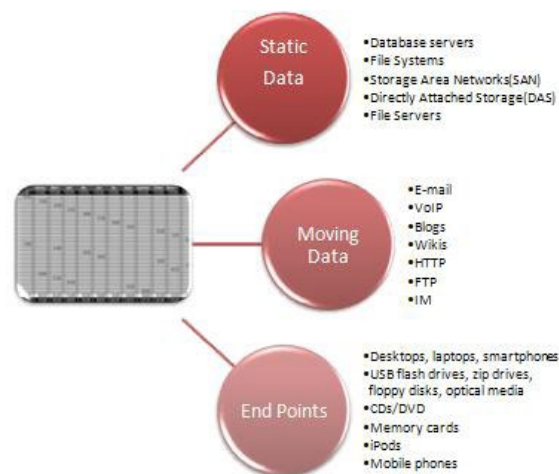 Static
Data
•Database servers
•File Systems
•Storage Area Networks(SAN)
•Directly Attached Storage(DAS)
•File Servers
Moving
Data
•E-mail
•VoIP
•Blogs
•Wikis
•HTTP
•FTP
•IM
End Points
•Desktops, laptops, smartphones
•USB flash drives, zip drives,
floppy disks, optical media
•CDs/DVD
•Memory cards
•iPods
•Mobile phones